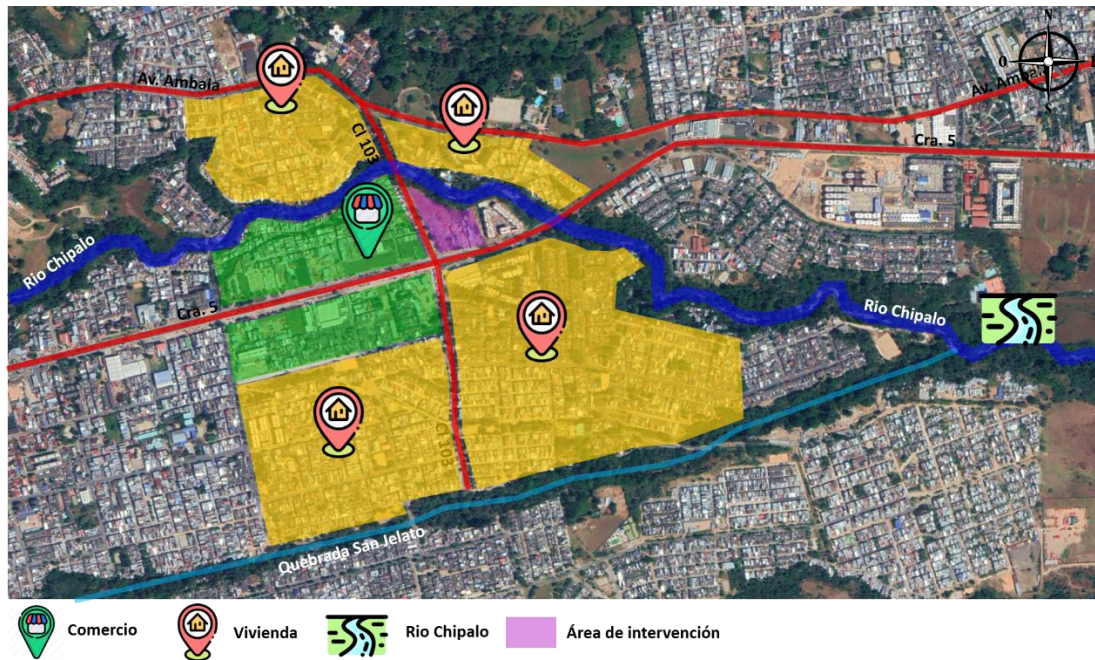 N
O
E
S
Av. Ambala
Av. Ambala
Cl 103
Cra. 5
Rio Chipalo
Cra. 5
Rio Chipalo
Cl 103
Quebrada San Jelato
Comercio
Vivienda
Rio Chipalo
Área de intervención